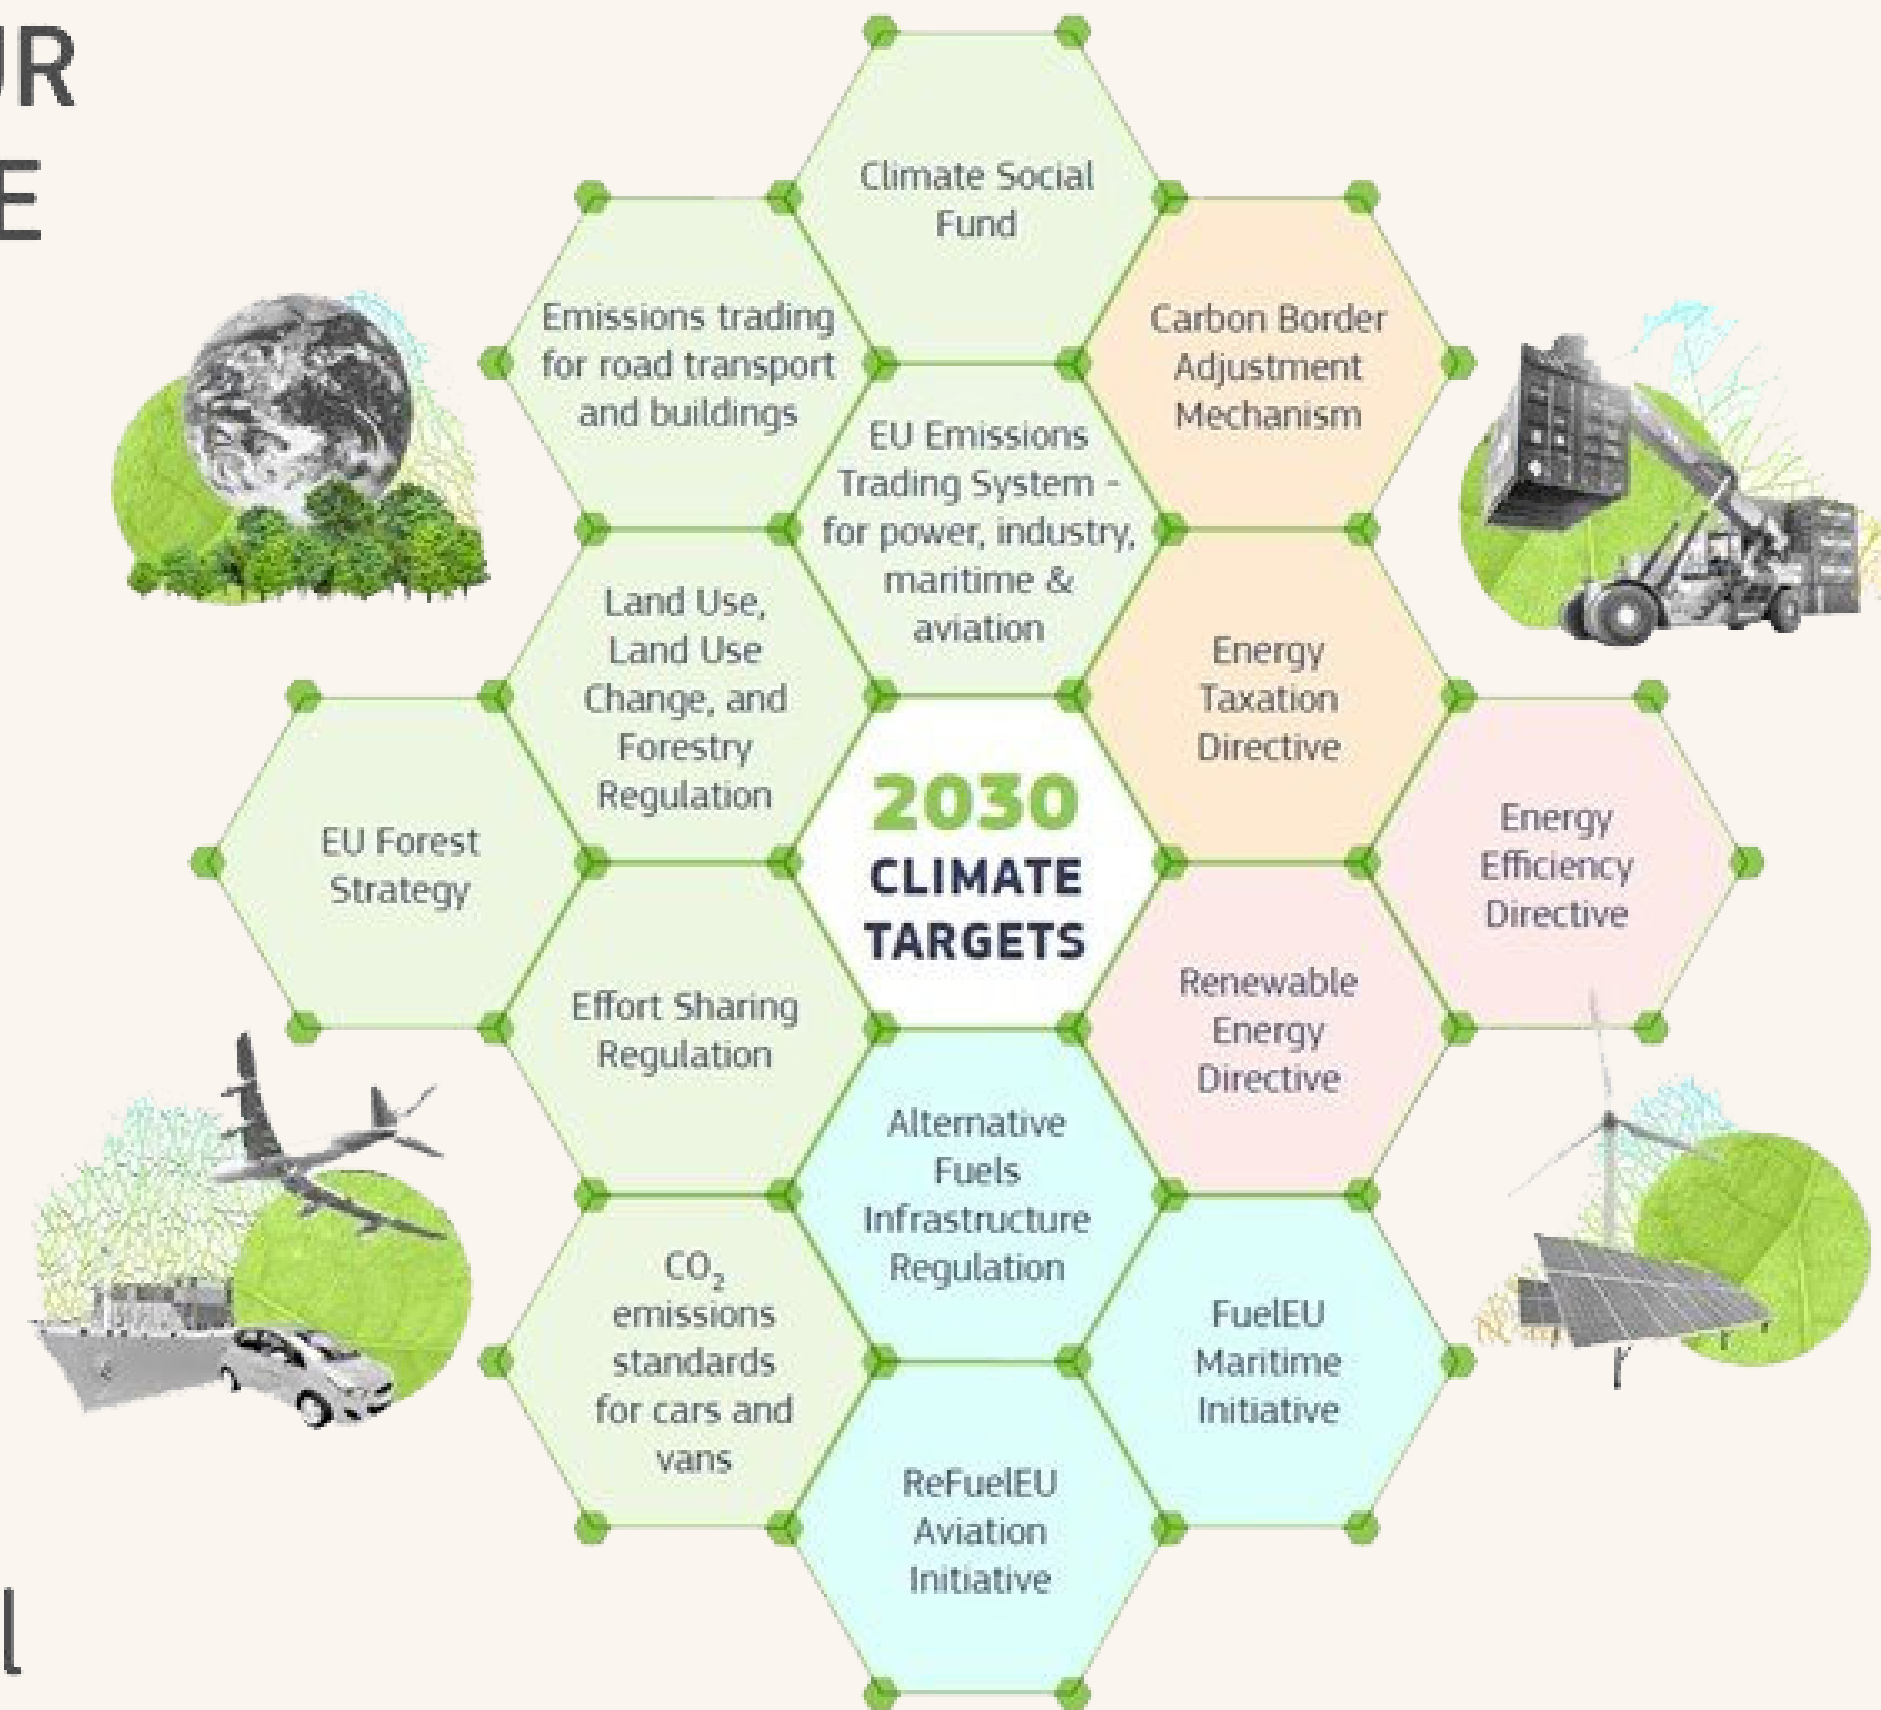 UR
E
Climate Social
Fund
Emissions trading
for road transport
and buildings
Carbon Border
Adjustment
Mechanism
EU Emissions
Trading System -
for power, industry,
maritime &
aviation
Land Use,
Land Use
Change, and
Forestry
Regulation
Energy
Taxation
Directive
EU Forest
Strategy
2030
CLIMATE
TARGETS
Energy
Efficiency
Directive
Effort Sharing
Regulation
Renewable
Energy
Directive
Alternative
Fuels
Infrastructure
Regulation
CO₂
emissions
standards
for cars and
vans
FuelEU
Maritime
Initiative
ReFuelEU
Aviation
Initiative
l